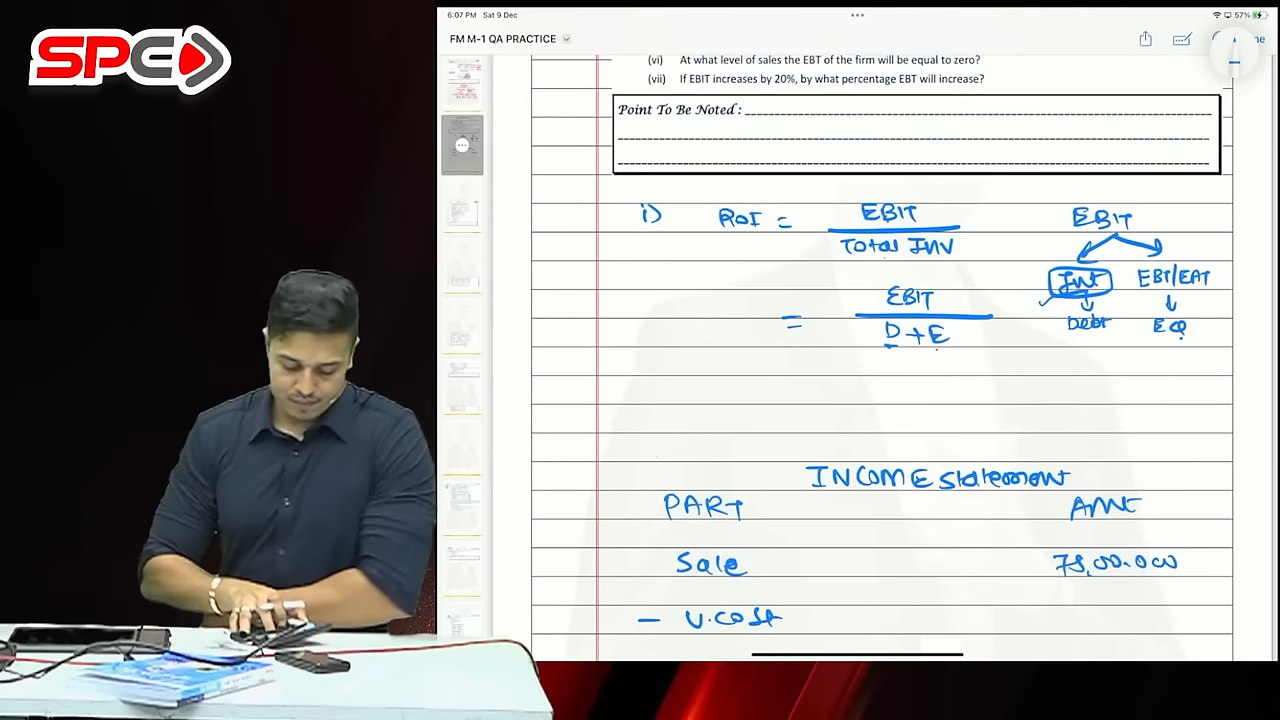 SPED
6:07 PM Sat 9 Dec
57%
FM M-1 QA PRACTICE
(vi) At what level of sales the EBT of the firm will be equal to zero?
(vii) If EBIT increases by 20%, by what percentage EBT will increase?
Point To Be Noted :
i) ROI = EBIT / Total INV
EBIT
Int EBT/EAT
Debt EQ
= EBIT / D + E
INCOME Statement
PART AMt
Sale 75,00,000
- V.Cost